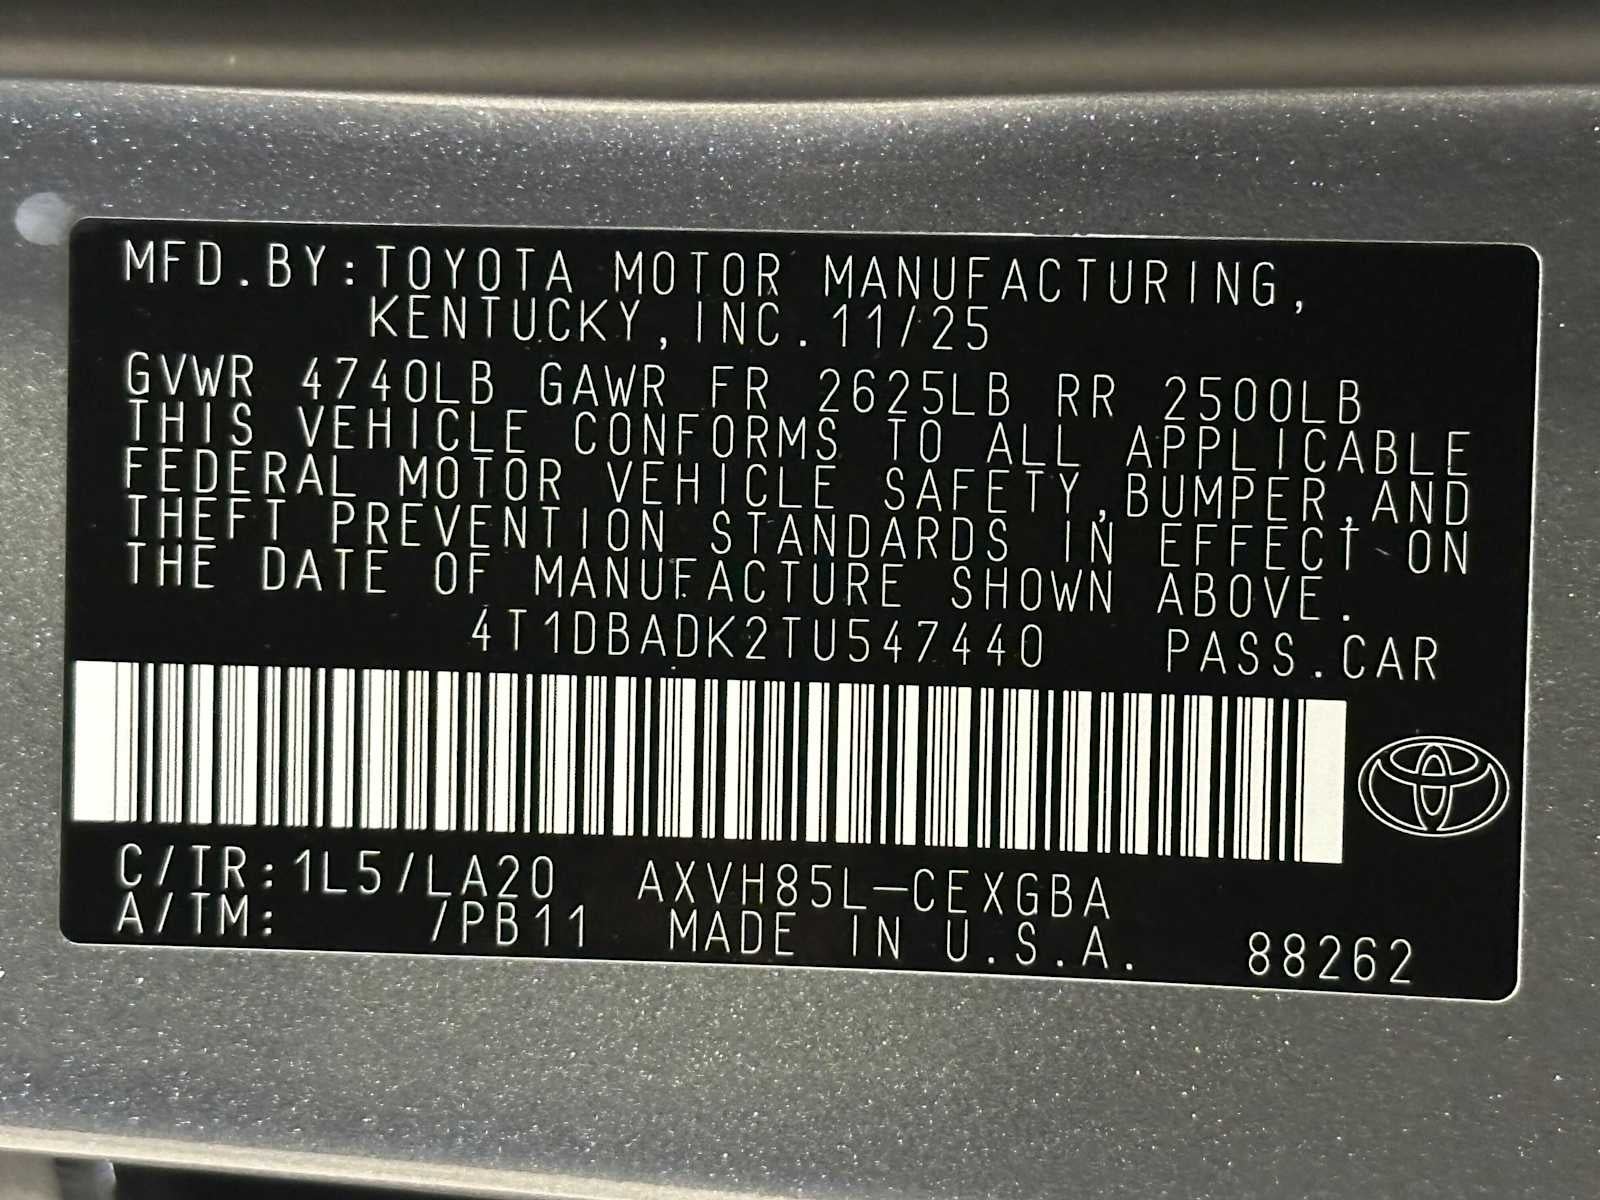 MFD.BY:TOYOTA MOTOR MANUFACTURING,
KENTUCKY,INC.11/25
GVWR 4740LB GAWR FR 2625LB RR 2500LB
THIS VEHICLE CONFORMS TO ALL APPLICABLE
FEDERAL MOTOR VEHICLE SAFETY,BUMPER,AND
THEFT PREVENTION STANDARDS IN EFFECT ON
THE DATE OF MANUFACTURE SHOWN ABOVE.
4T1DBADK2TU547440 PASS.CAR
C/TR:1L5/LA20 AXVH85L-CEXGBA
A/TM: /PB11 MADE IN U.S.A. 88262